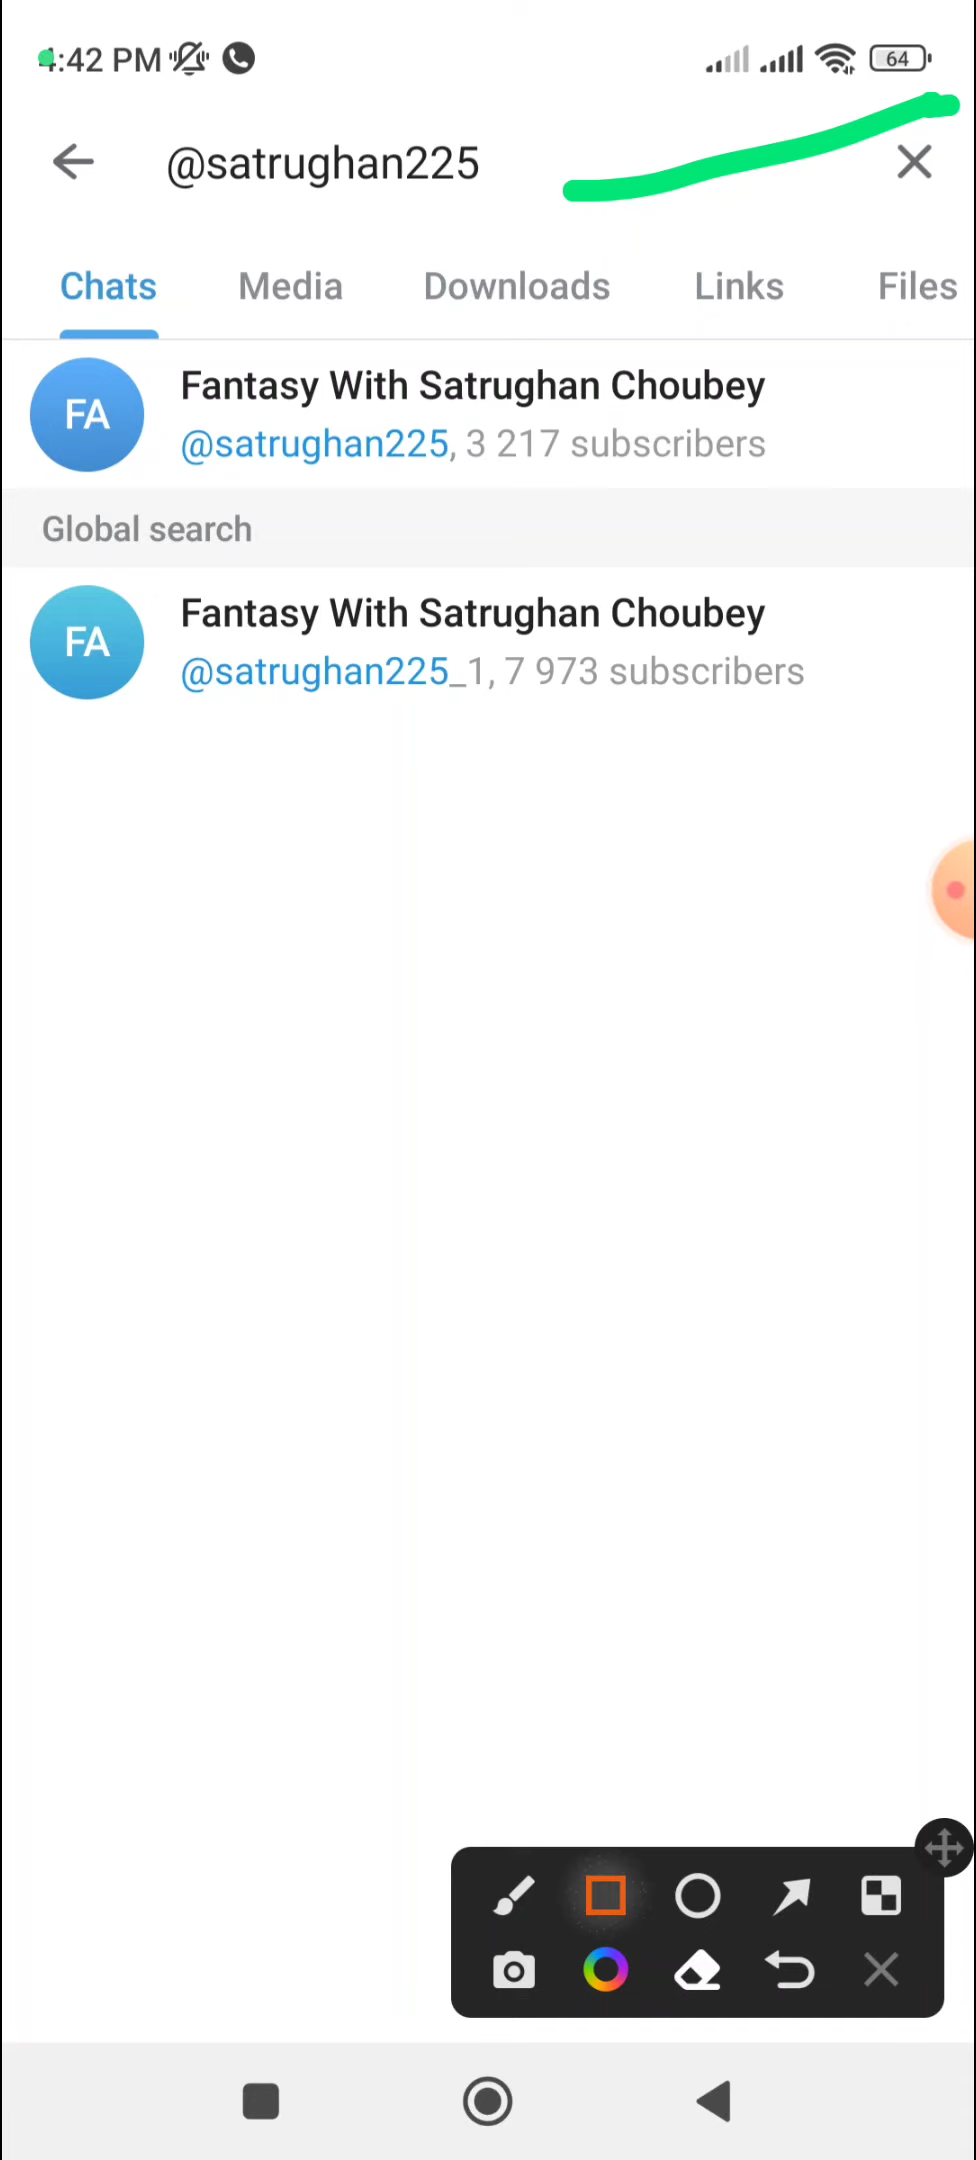 4:42 PM 64
@satrughan225
Chats Media Downloads Links Files
FA Fantasy With Satrughan Choubey
@satrughan225, 3 217 subscribers
Global search
FA Fantasy With Satrughan Choubey
@satrughan225_1, 7 973 subscribers